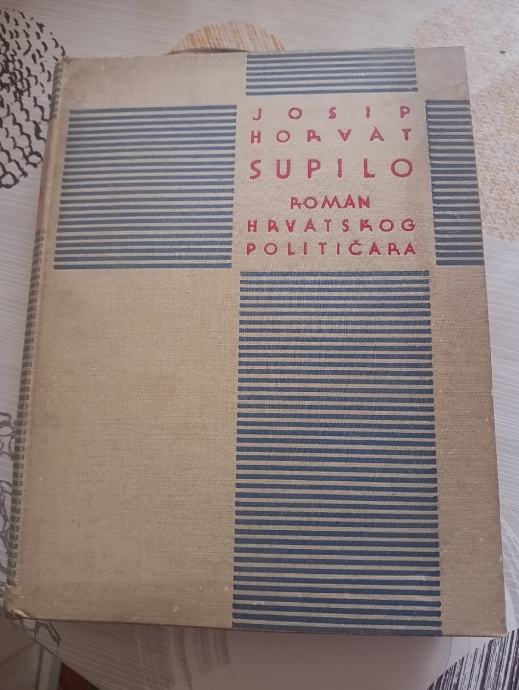 JOSIP
HORVAT
SUPILO
ROMAN
HRVATSKOG
POLITIČARA